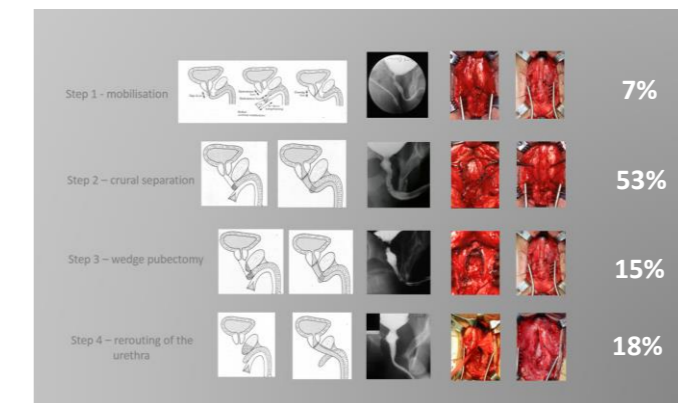 Step 1 - mobilisation
7%
Step 2 – crural separation
53%
Step 3 – wedge pubectomy
15%
Step 4 – rerouting of the
urethra
18%